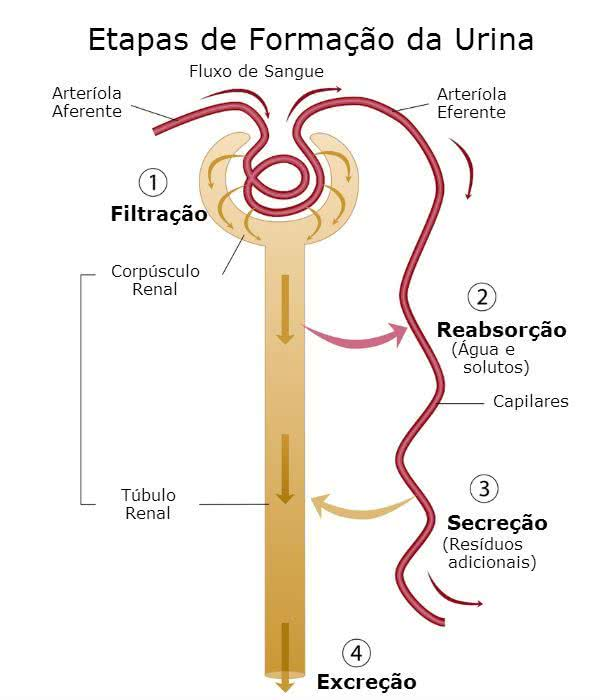 Etapas de Formação da Urina
Fluxo de Sangue
Arteríola
Aferente
Arteríola
Eferente
1
Filtração
Corpúsculo
Renal
2
Reabsorção
(Água e
solutos)
Capilares
Túbulo
Renal
3
Secreção
(Resíduos
adicionais)
4
Excreção